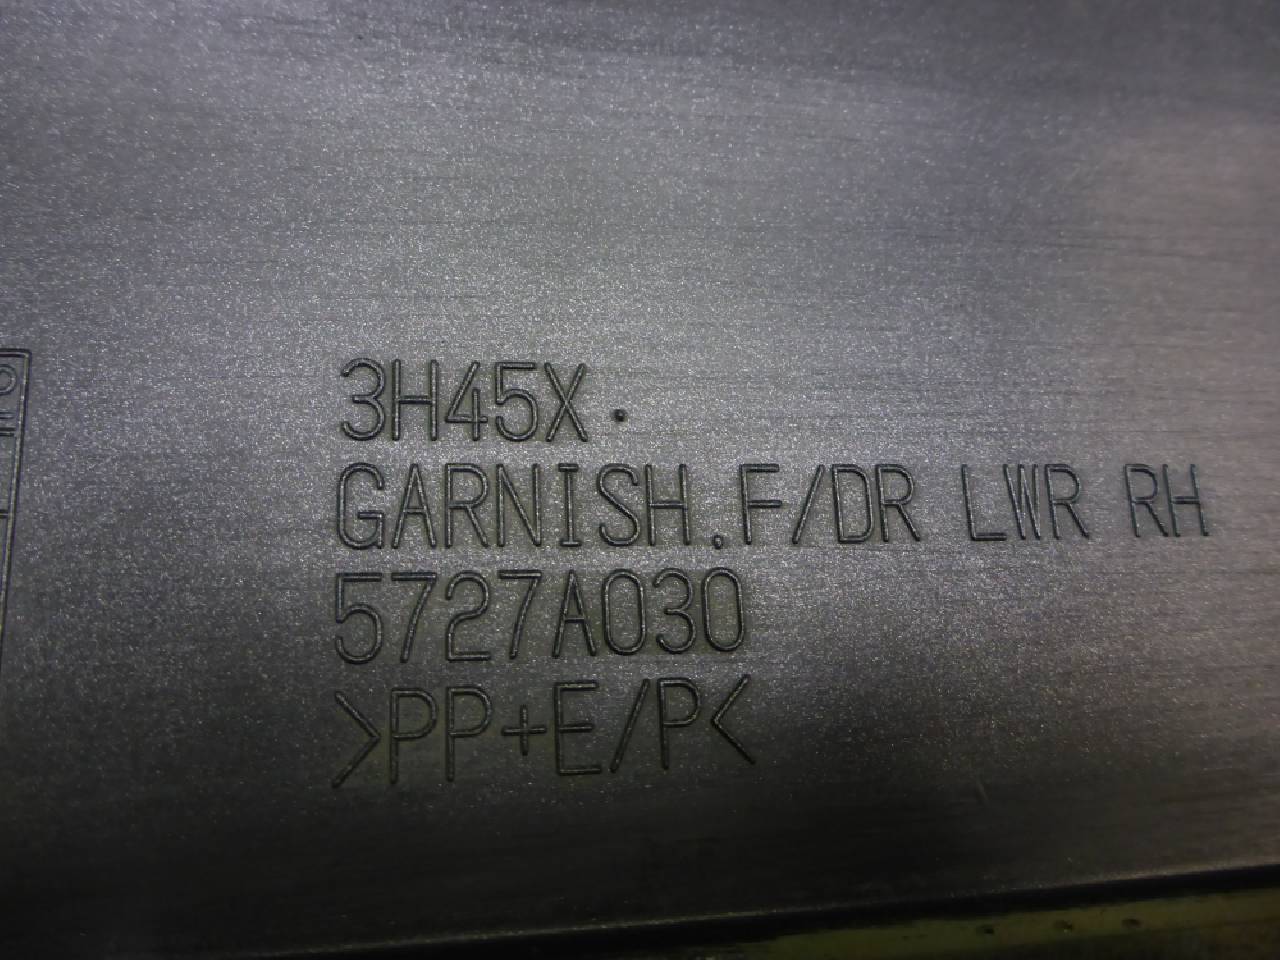 3H45X.
GARNISH,F/DR LWR RH
5727A030
>PP+E/P<